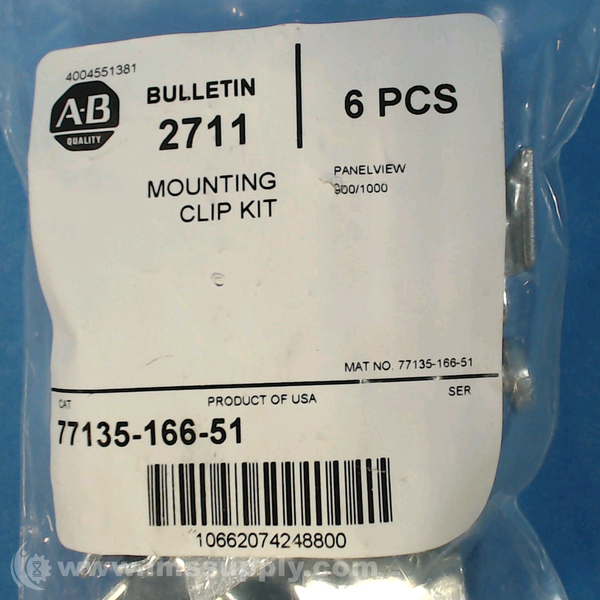 4004551381
A-B
QUALITY
BULLETIN
2711
6 PCS
MOUNTING
CLIP KIT
PANELVIEW
900/1000
MAT NO. 77135-166-51
CAT
PRODUCT OF USA
SER
77135-166-51
10662074248800
www.imssupply.com